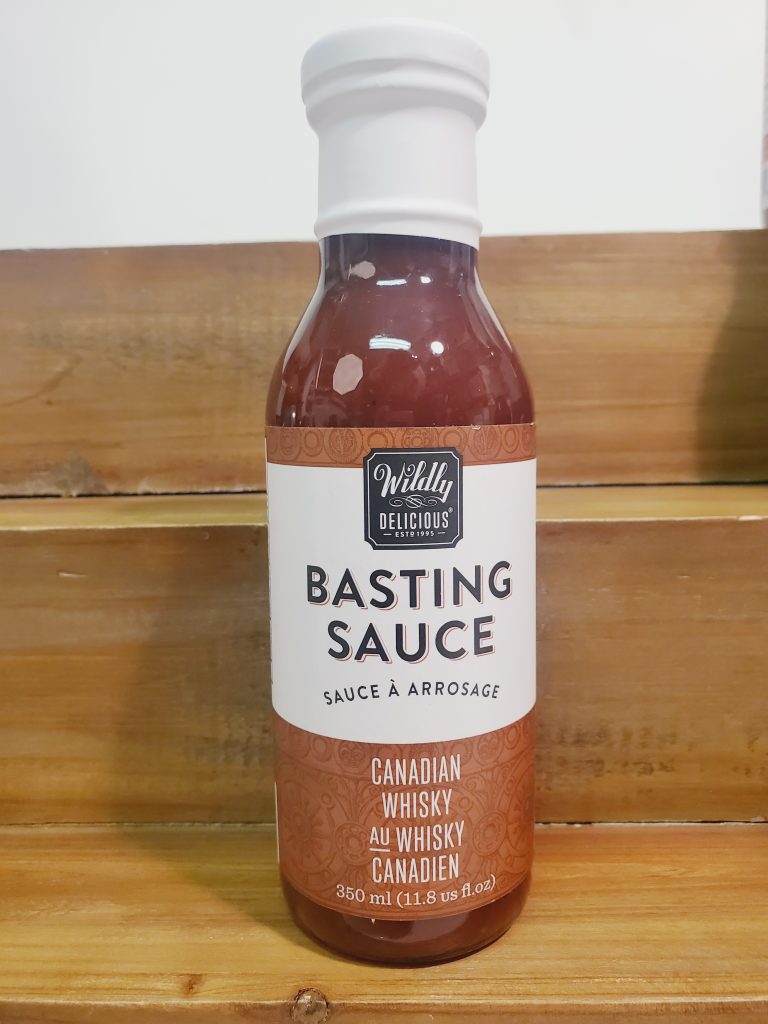 Wildly
DELICIOUS®
ESTD 1995
BASTING
SAUCE
SAUCE À ARROSAGE
CANADIAN
WHISKY
AU WHISKY
CANADIEN
350 ml (11.8 us fl.oz)